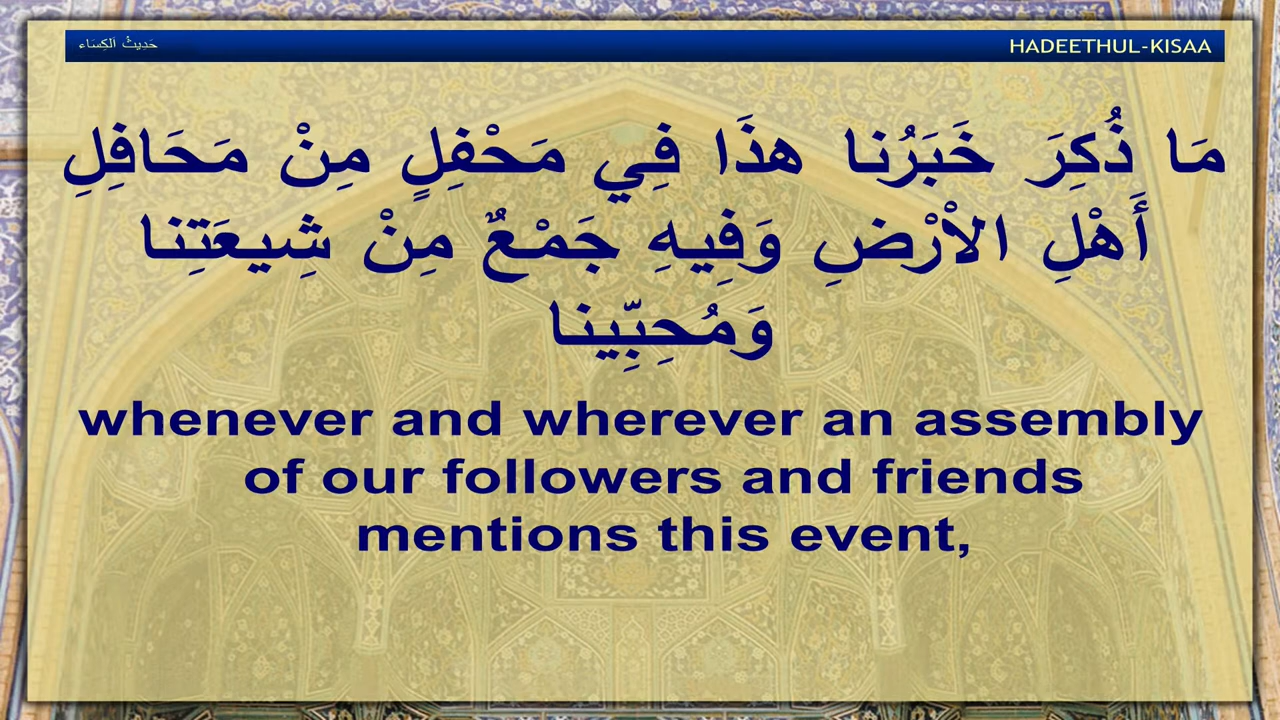 حَدِيثُ الكِسَاء
HADEETHUL-KISAA
مَا ذُكِرَ خَبَرُنا هذَا فِي مَحْفِلٍ مِنْ مَحَافِلِ
أَهْلِ الاْرْضِ وَفِيهِ جَمْعٌ مِنْ شِيعَتِنا
وَمُحِبِّينا
whenever and wherever an assembly
of our followers and friends
mentions this event,